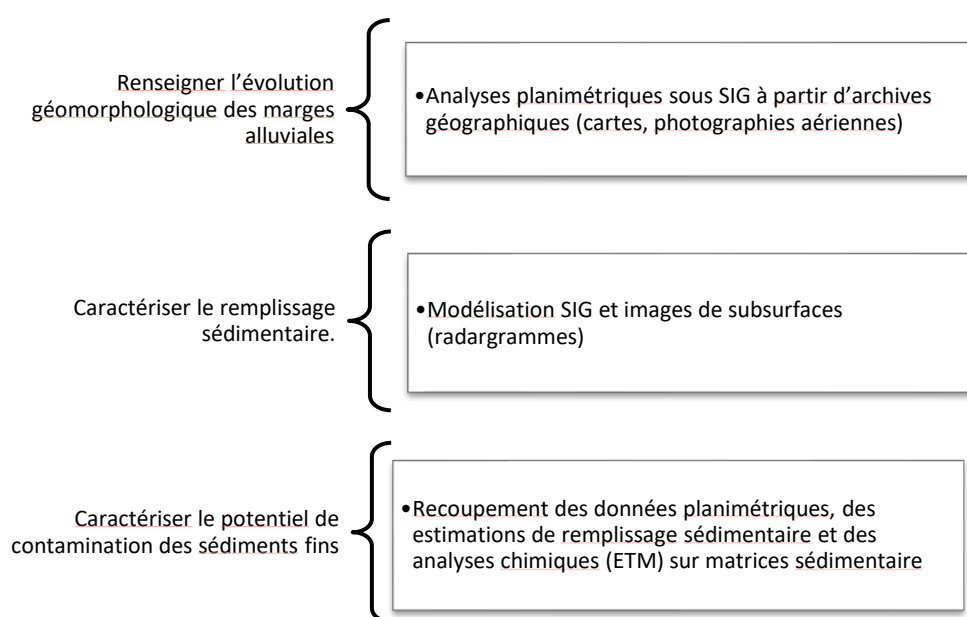 Renseigner l’évolution
géomorphologique des marges
alluviales
•Analyses planimétriques sous SIG à partir d’archives
géographiques (cartes, photographies aériennes)
Caractériser le remplissage
sédimentaire.
•Modélisation SIG et images de subsurfaces
(radargrammes)
Caractériser le potentiel de
contamination des sédiments fins
•Recoupement des données planimétriques, des
estimations de remplissage sédimentaire et des
analyses chimiques (ETM) sur matrices sédimentaire